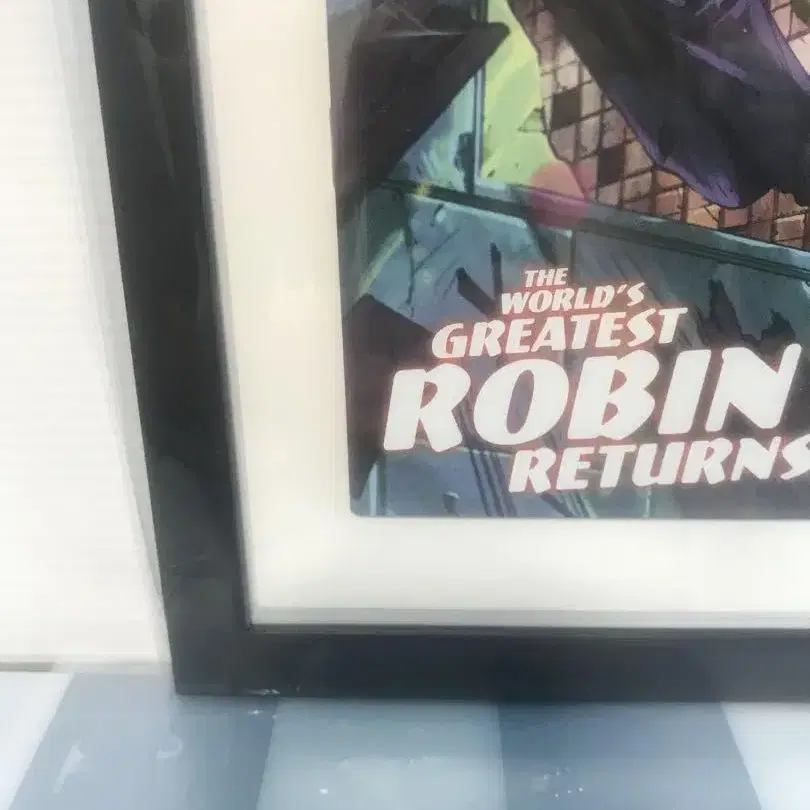 THE
WORLD'S
GREATEST
ROBIN
RETURNS